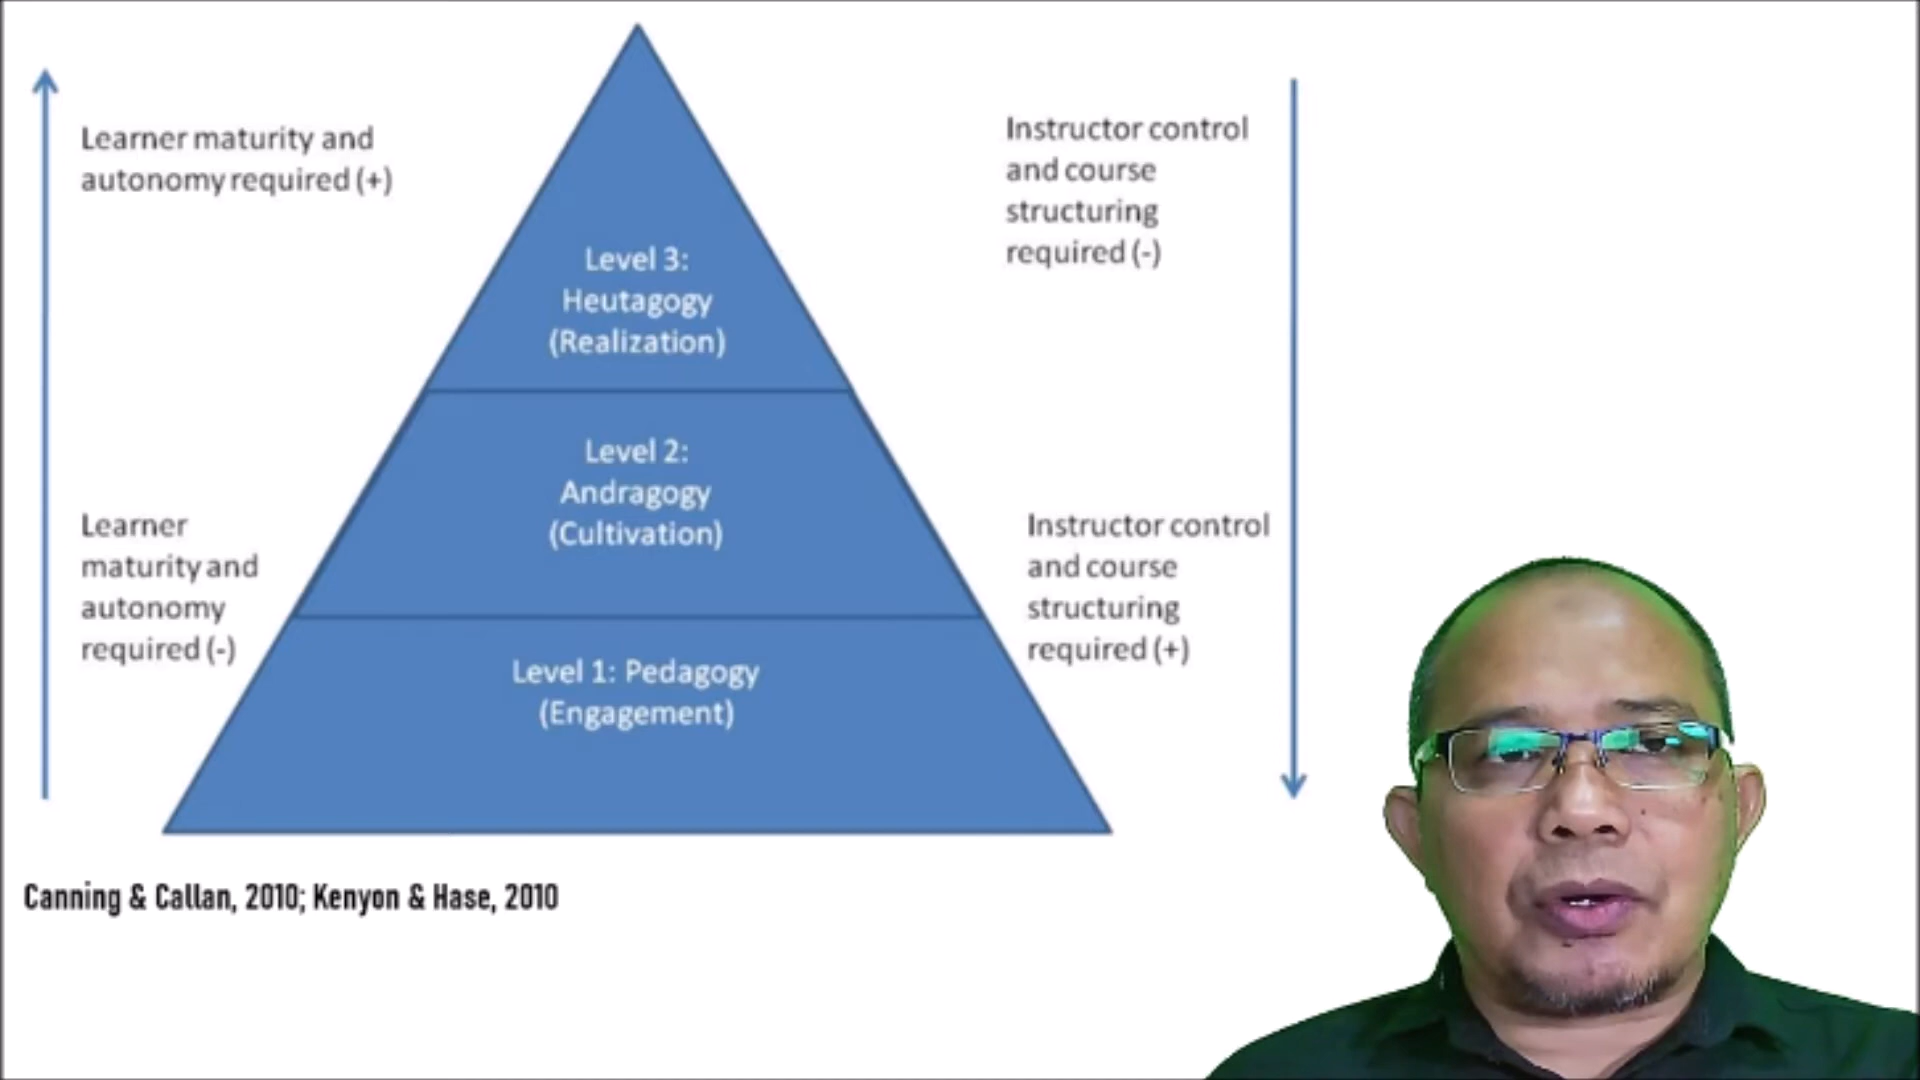 Learner maturity and
autonomy required (+)
Instructor control
and course
structuring
required (-)
Level 3:
Heutagogy
(Realization)
Level 2:
Andragogy
(Cultivation)
Learner
maturity and
autonomy
required (-)
Instructor control
and course
structuring
required (+)
Level 1: Pedagogy
(Engagement)
Canning & Callan, 2010; Kenyon & Hase, 2010